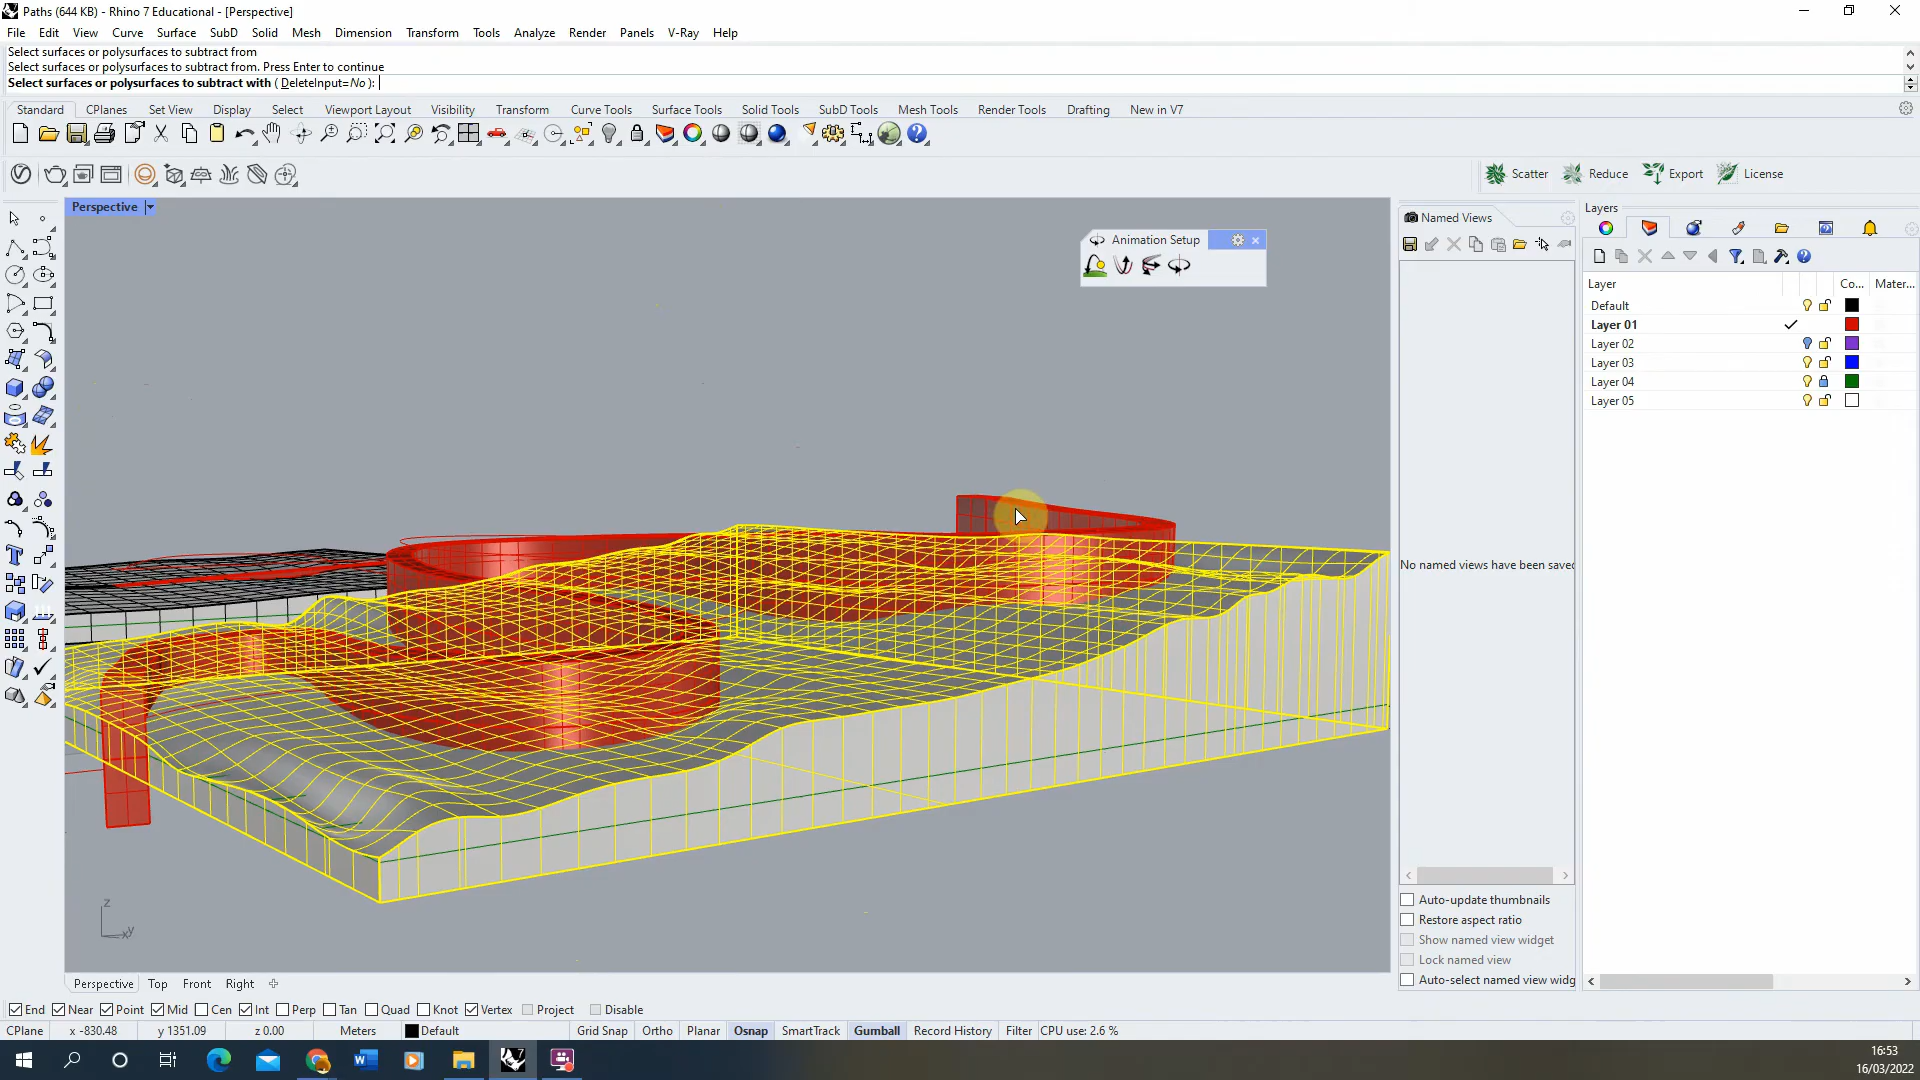 Paths (644 KB) - Rhino 7 Educational - [Perspective]
File Edit View Curve Surface SubD Solid Mesh Dimension Transform Tools Analyze Render Panels V-Ray Help
Select surfaces or polysurfaces to subtract from
Select surfaces or polysurfaces to subtract from. Press Enter to continue
Select surfaces or polysurfaces to subtract with ( DeleteInput=No ):
Standard CPlanes Set View Display Select Viewport Layout Visibility Transform Curve Tools Surface Tools Solid Tools SubD Tools Mesh Tools Render Tools Drafting New in V7
Scatter Reduce Export License
Perspective
Animation Setup
Named Views
No named views have been saved
Auto-update thumbnails
Restore aspect ratio
Show named view widget
Lock named view
Auto-select named view widg
Layers
Layer Co... Mater...
Default
Layer 01
Layer 02
Layer 03
Layer 04
Layer 05
z
y
x
Perspective Top Front Right
End Near Point Mid Cen Int Perp Tan Quad Knot Vertex Project Disable
CPlane x -830.48 y 1351.09 z 0.00 Meters Default Grid Snap Ortho Planar Osnap SmartTrack Gumball Record History Filter CPU use: 2.6 %
16:53
16/03/2022